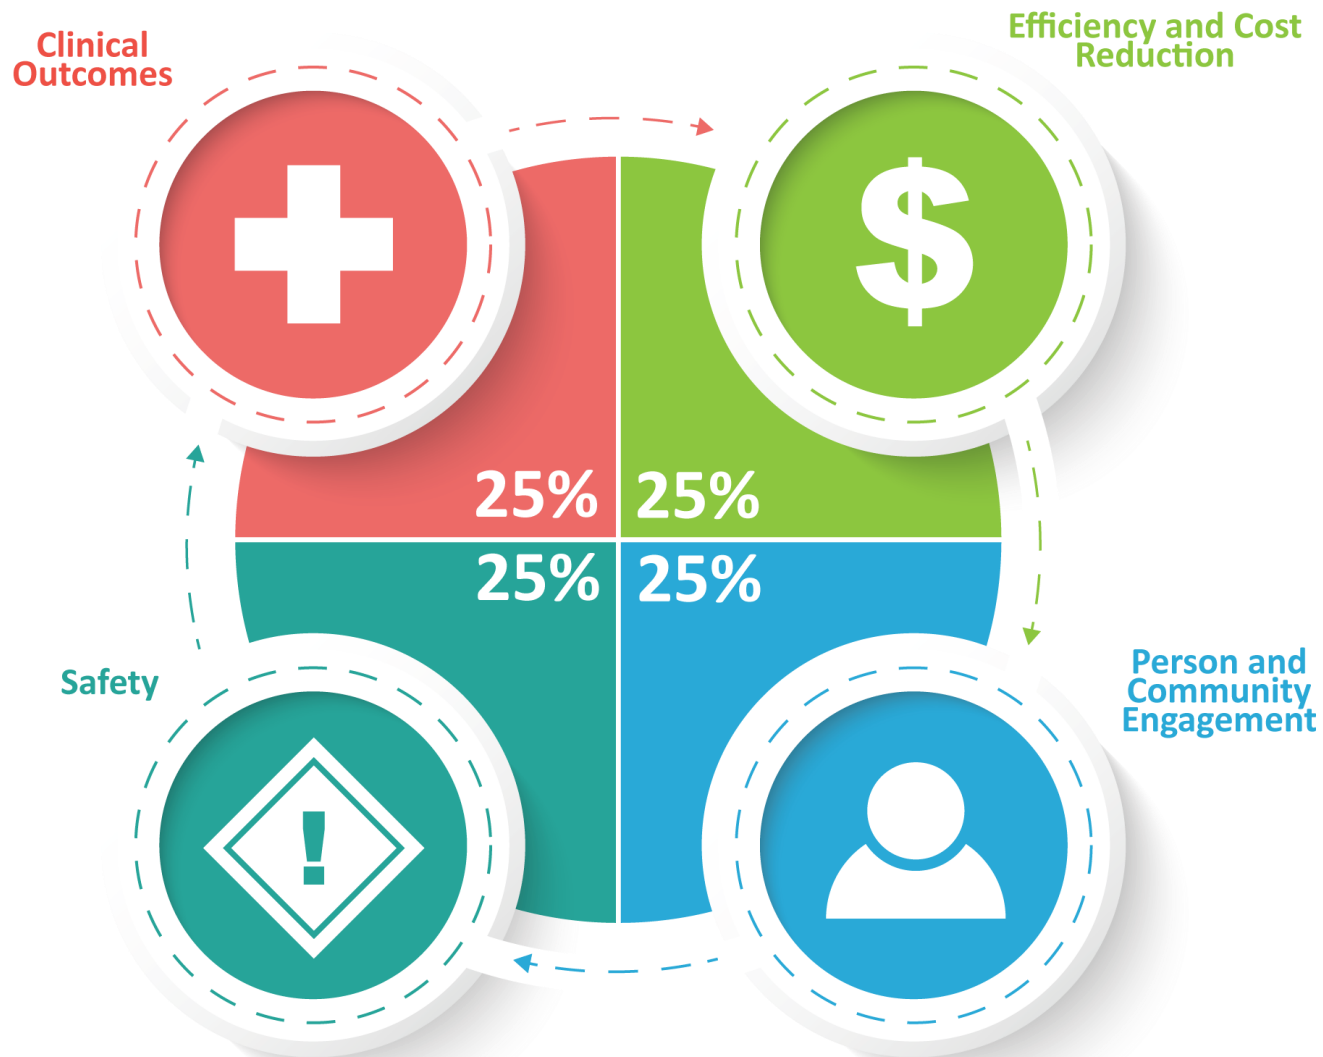 Clinical
Outcomes
Efficiency and Cost
Reduction
$
25% 25%
25% 25%
Safety
Person and
Community
Engagement
!